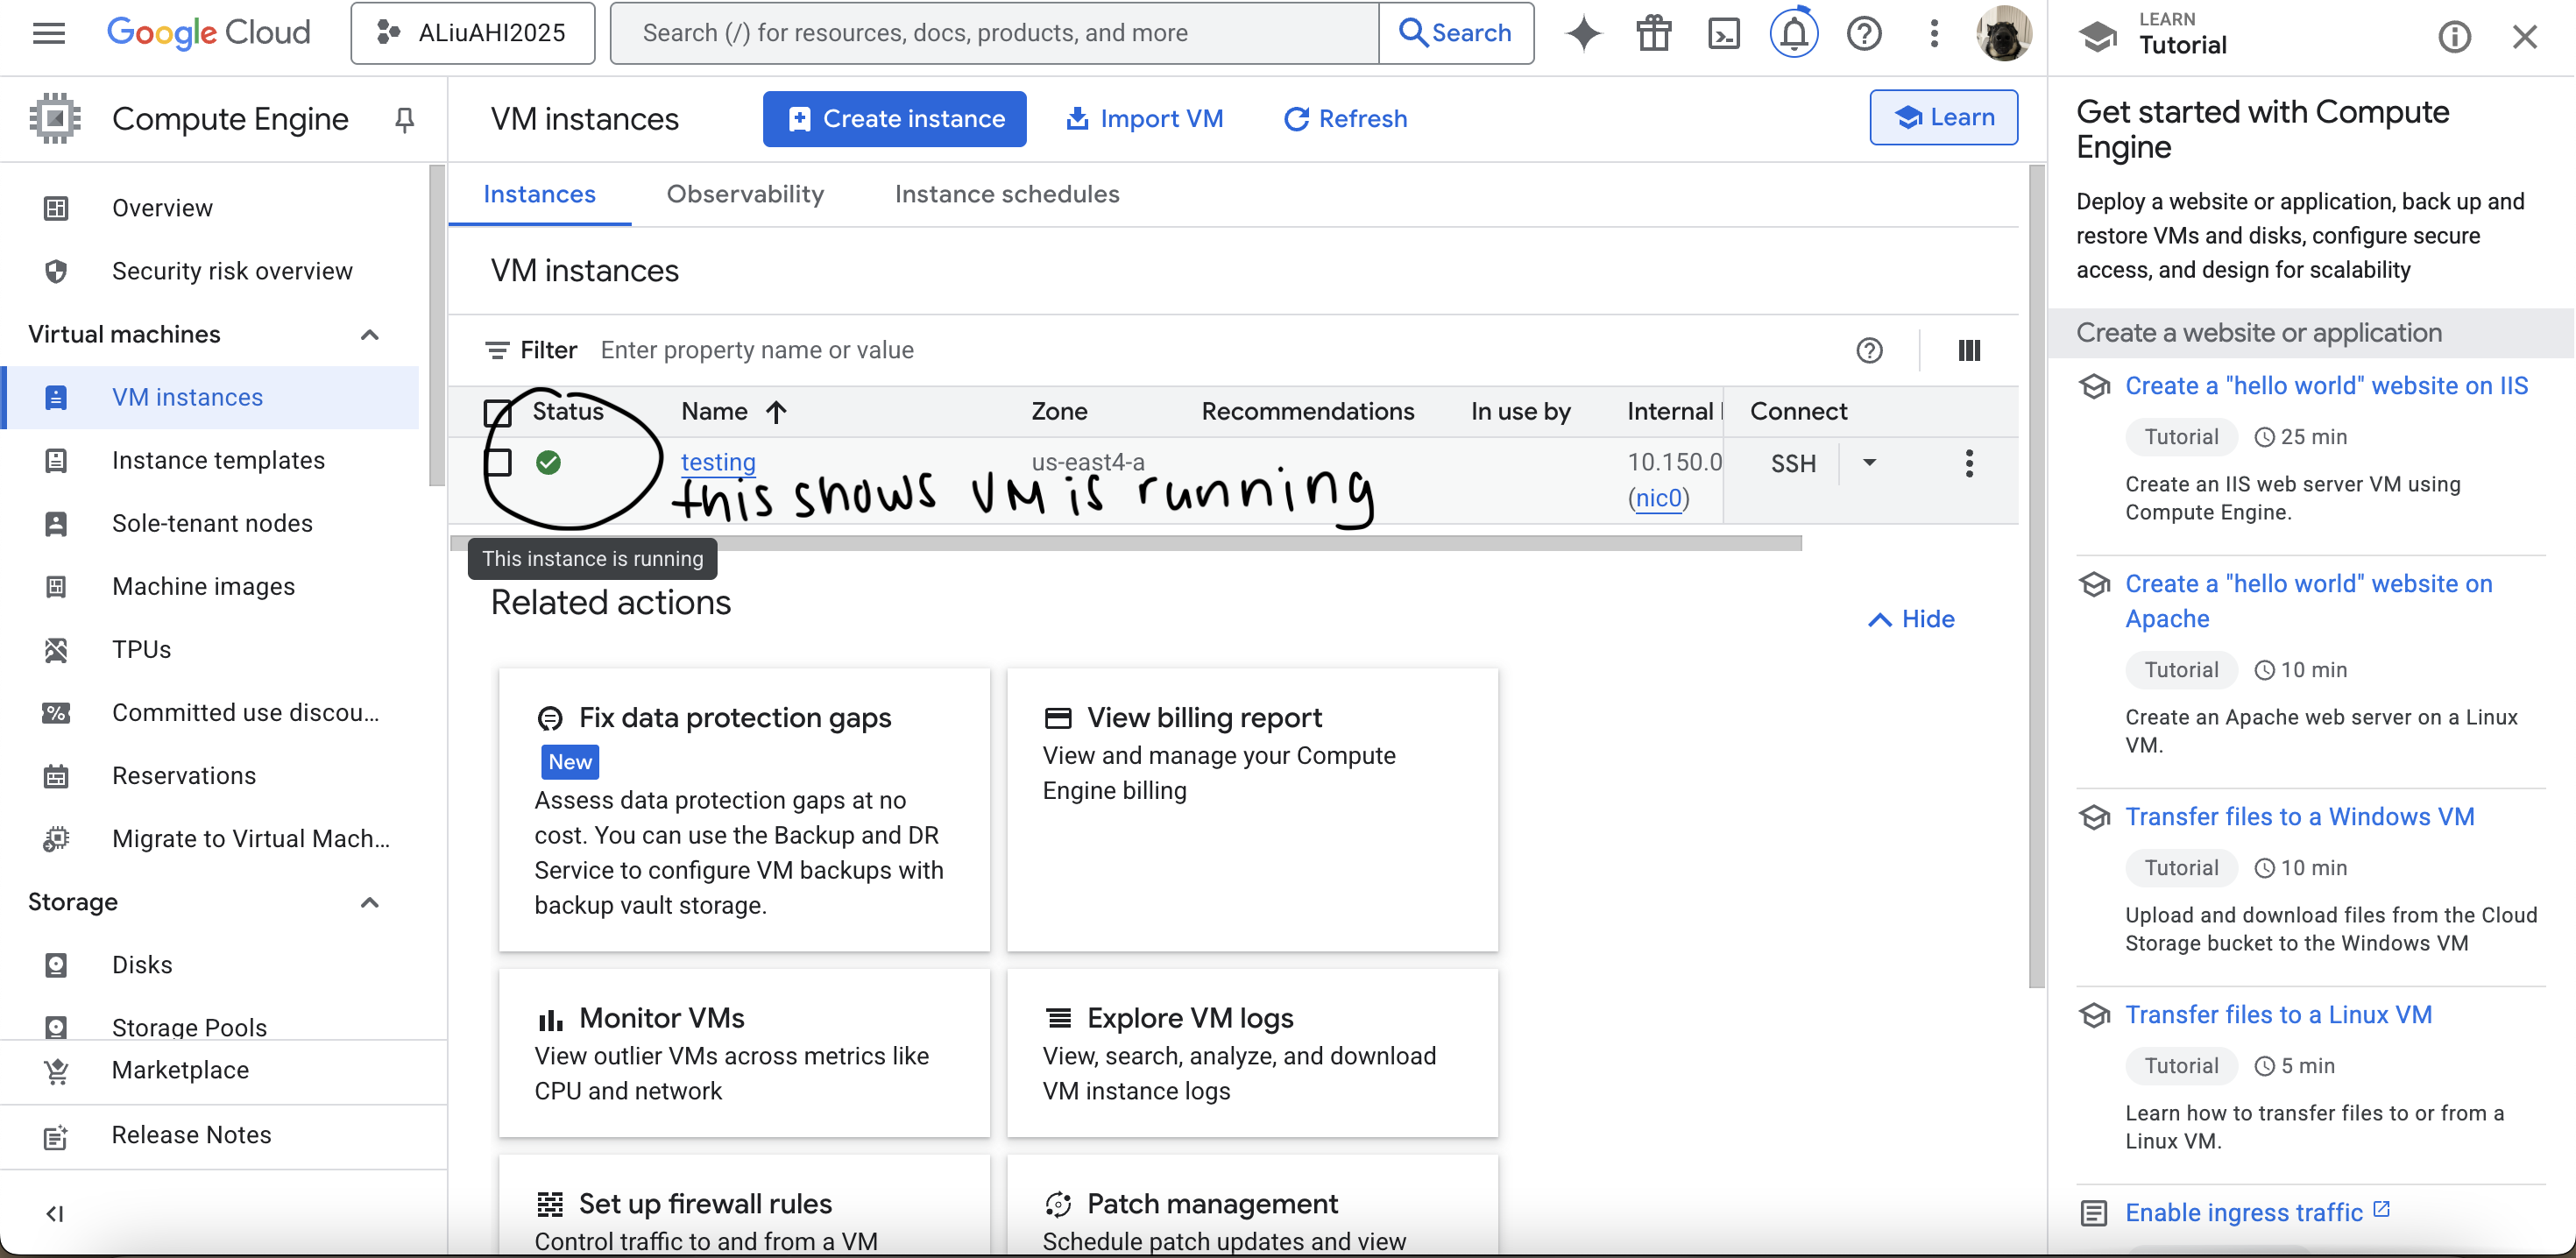 Google Cloud
ALiuAHI2025
Search (/) for resources, docs, products, and more
Search
LEARN
Tutorial
Compute Engine
VM instances
Create instance
Import VM
Refresh
Learn
Overview
Security risk overview
Virtual machines
VM instances
Instance templates
Sole-tenant nodes
Machine images
TPUs
Committed use discou...
Reservations
Migrate to Virtual Mach...
Storage
Disks
Storage Pools
Marketplace
Release Notes
Instances Observability Instance schedules
VM instances
Filter Enter property name or value
Status Name Zone Recommendations In use by Internal Connect
testing us-east4-a 10.150.0 SSH
(nic0)
this shows VM is running
This instance is running
Related actions
Hide
Fix data protection gaps
New
Assess data protection gaps at no
cost. You can use the Backup and DR
Service to configure VM backups with
backup vault storage.
View billing report
View and manage your Compute
Engine billing
Monitor VMs
View outlier VMs across metrics like
CPU and network
Explore VM logs
View, search, analyze, and download
VM instance logs
Set up firewall rules
Control traffic to and from a VM
Patch management
Schedule patch updates and view
Get started with Compute
Engine
Deploy a website or application, back up and
restore VMs and disks, configure secure
access, and design for scalability
Create a website or application
Create a "hello world" website on IIS
Tutorial 25 min
Create an IIS web server VM using
Compute Engine.
Create a "hello world" website on
Apache
Tutorial 10 min
Create an Apache web server on a Linux
VM.
Transfer files to a Windows VM
Tutorial 10 min
Upload and download files from the Cloud
Storage bucket to the Windows VM
Transfer files to a Linux VM
Tutorial 5 min
Learn how to transfer files to or from a
Linux VM.
Enable ingress traffic